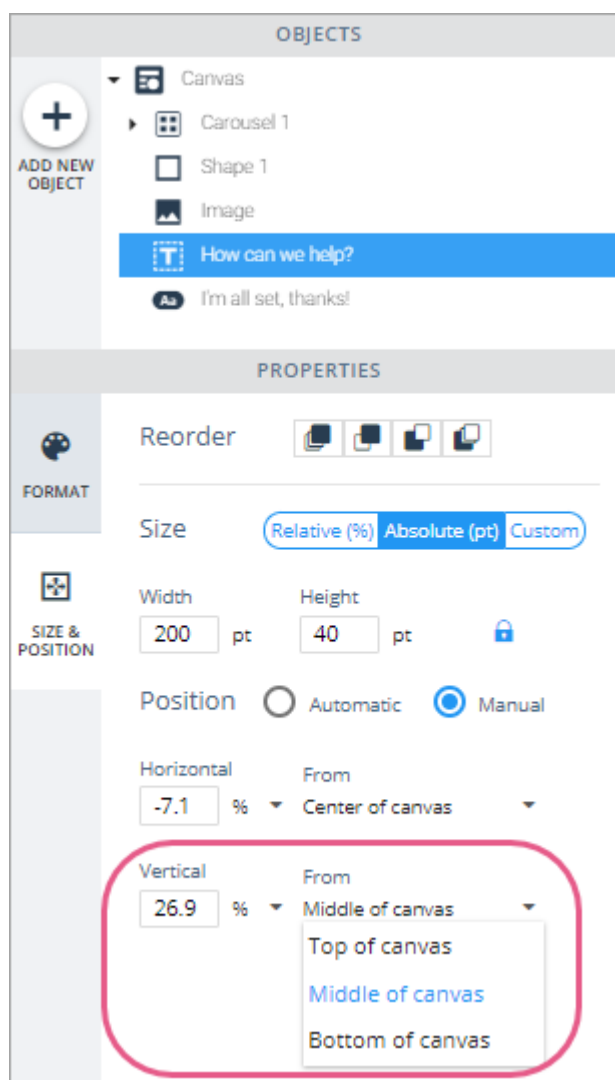 OBJECTS
Canvas
ADD NEW
OBJECT
Carousel 1
Shape 1
Image
T How can we help?
Aa I'm all set, thanks!
PROPERTIES
FORMAT
Reorder
Size Relative (%) Absolute (pt) Custom
SIZE &
POSITION
Width Height
200 pt 40 pt
Position Automatic Manual
Horizontal From
-7.1 % Center of canvas
Vertical From
26.9 % Middle of canvas
Top of canvas
Middle of canvas
Bottom of canvas